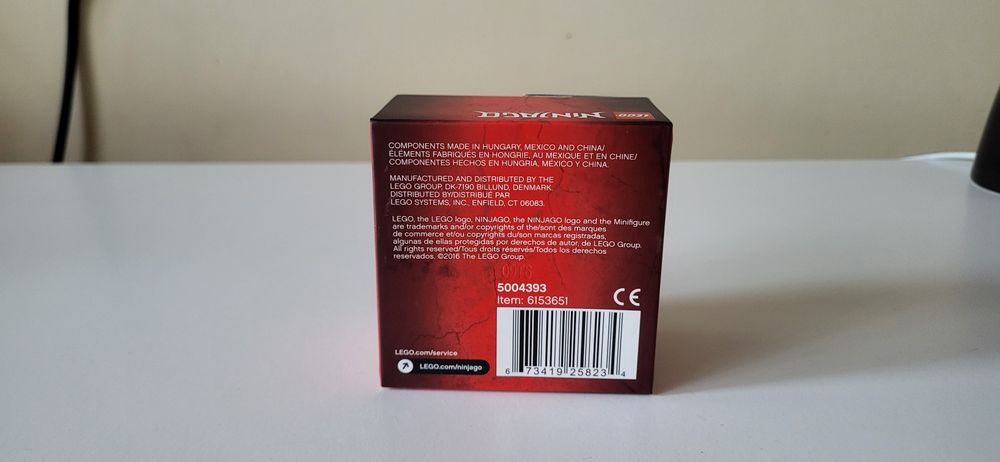 LEGO NINJAGO
COMPONENTS MADE IN HUNGARY, MEXICO AND CHINA/
ÉLÉMENTS FABRIQUÉS EN HONGRIE, AU MEXIQUE ET EN CHINE/
COMPONENTES HECHOS EN HUNGRIA, MÉXICO Y CHINA.
MANUFACTURED AND DISTRIBUTED BY THE
LEGO GROUP, DK-7190 BILLUND, DENMARK.
DISTRIBUTED BY/DISTRIBUÉ PAR
LEGO SYSTEMS, INC., ENFIELD, CT 06083.
LEGO, the LEGO logo, NINJAGO, the NINJAGO logo and the Minifigure
are trademarks and/or copyrights of the/sont des marques
de commerce et/ou copyrights du/son marcas registradas,
algunas de ellas protegidas por derechos de autor, de LEGO Group.
All rights reserved/Tous droits réservés/Todos los derechos
reservados. ©2016 The LEGO Group.
5004393
Item: 6153651
CE
6 73419 25823 4
LEGO.com/service
LEGO.com/ninjago